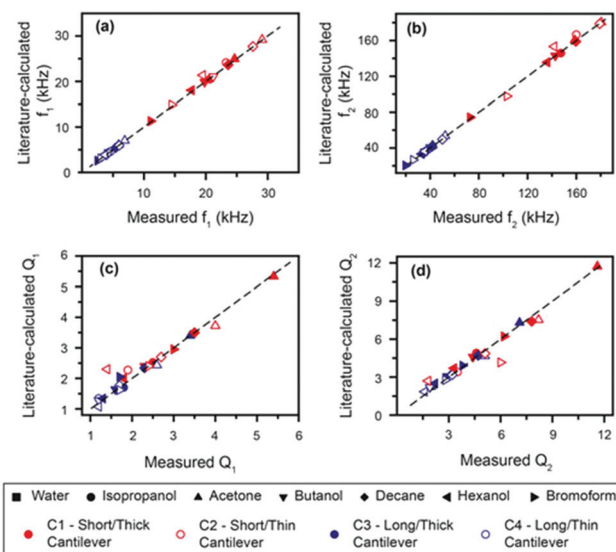 (a)
Literature-calculated
f1 (kHz)
30
20
10
0
10
20
30
Measured f1 (kHz)
(b)
Literature-calculated
f2 (kHz)
160
120
80
40
40
80
120
160
Measured f2 (kHz)
(c)
Literature-calculated Q1
6
5
4
3
2
1
1
2
3
4
5
6
Measured Q1
(d)
Literature-calculated Q2
12
9
6
3
0
3
6
9
12
Measured Q2
Water Isopropanol Acetone Butanol Decane Hexanol Bromoform
C1 - Short/Thick C2 - Short/Thin C3 - Long/Thick C4 - Long/Thin
Cantilever Cantilever Cantilever Cantilever